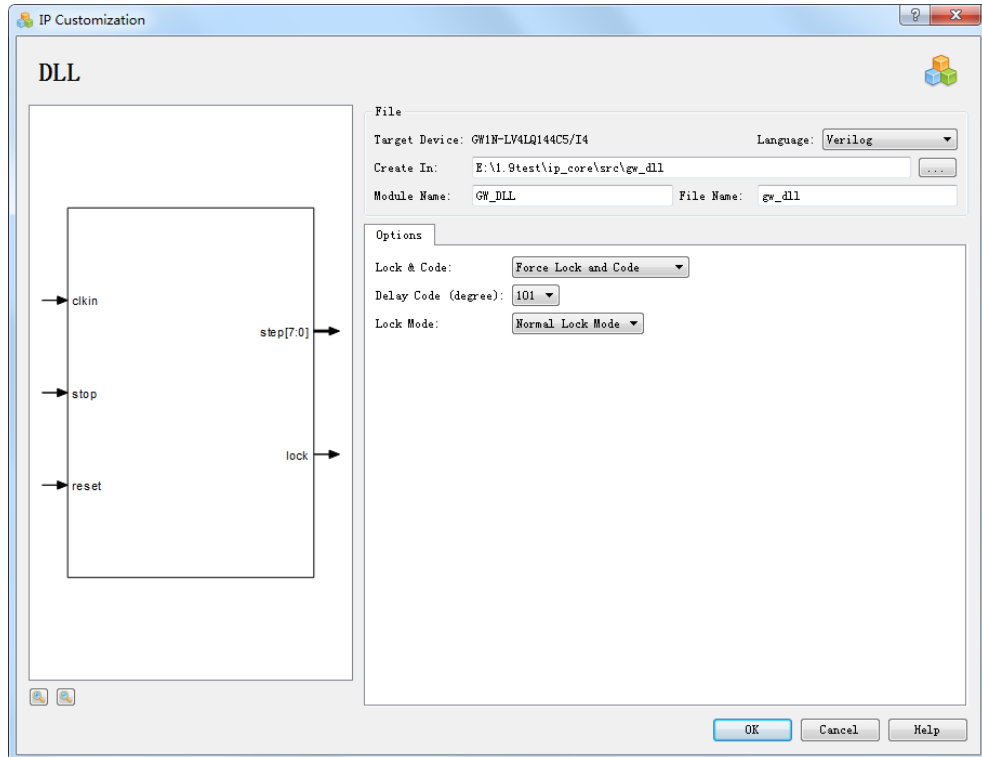 IP Customization
DLL
clkin
stop
reset
step[7:0]
lock
File
Target Device: GW1N-LV4LQ144C5/I4 Language: Verilog
Create In: E:\1.9test\ip_core\src\gw_dll ...
Module Name: GW_DLL File Name: gw_dll
Options
Lock & Code: Force Lock and Code
Delay Code (degree): 101
Lock Mode: Normal Lock Mode
OK Cancel Help